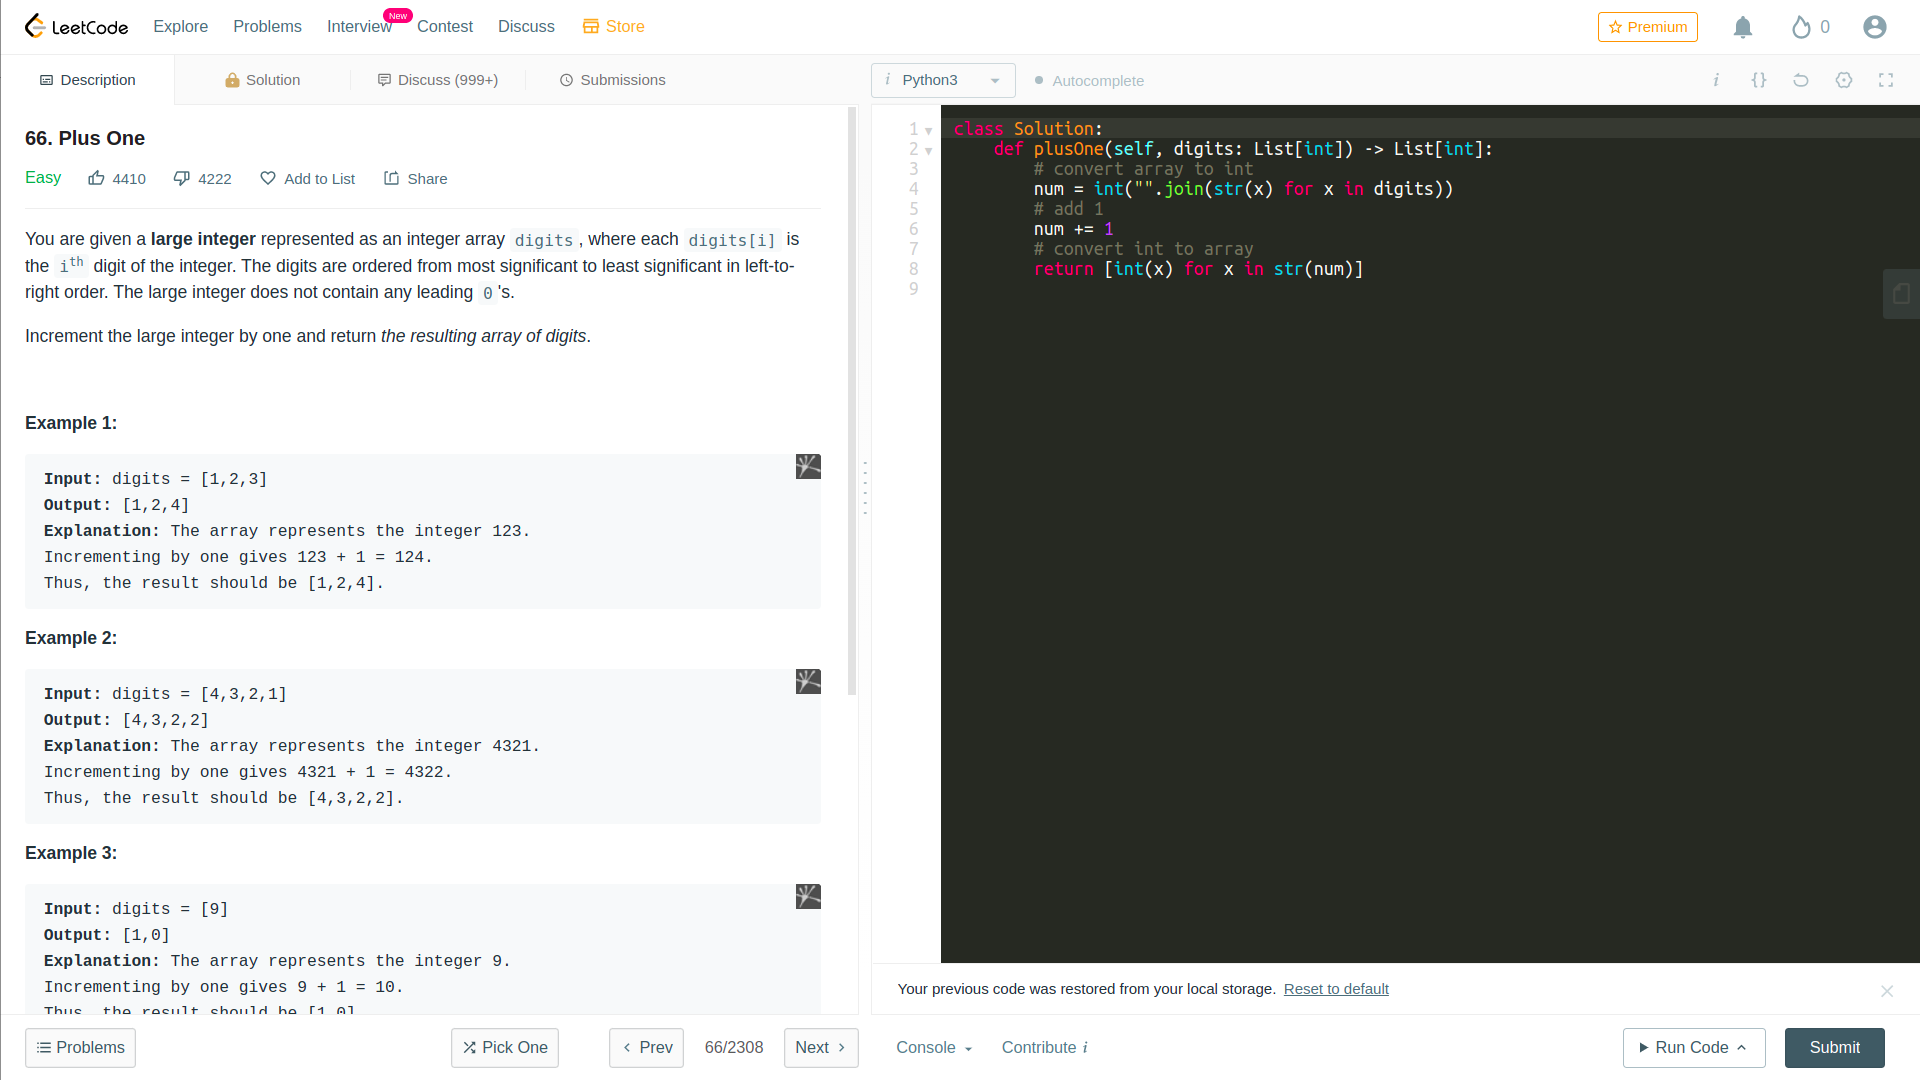 LeetCode Explore Problems Interview New Contest Discuss Store Premium 0
Description Solution Discuss (999+) Submissions
66. Plus One
Easy 4410 4222 Add to List Share
You are given a large integer represented as an integer array digits, where each digits[i] is
the ith digit of the integer. The digits are ordered from most significant to least significant in left-to-
right order. The large integer does not contain any leading 0's.
Increment the large integer by one and return the resulting array of digits.
Example 1:
Input: digits = [1,2,3]
Output: [1,2,4]
Explanation: The array represents the integer 123.
Incrementing by one gives 123 + 1 = 124.
Thus, the result should be [1,2,4].
Example 2:
Input: digits = [4,3,2,1]
Output: [4,3,2,2]
Explanation: The array represents the integer 4321.
Incrementing by one gives 4321 + 1 = 4322.
Thus, the result should be [4,3,2,2].
Example 3:
Input: digits = [9]
Output: [1,0]
Explanation: The array represents the integer 9.
Incrementing by one gives 9 + 1 = 10.
Thus, the result should be [1,0]
Problems Pick One Prev 66/2308 Next
i Python3 Autocomplete i {}
1 class Solution:
2 def plusOne(self, digits: List[int]) -> List[int]:
3 # convert array to int
4 num = int("".join(str(x) for x in digits))
5 # add 1
6 num += 1
7 # convert int to array
8 return [int(x) for x in str(num)]
9
Your previous code was restored from your local storage. Reset to default
Console Contribute i Run Code Submit